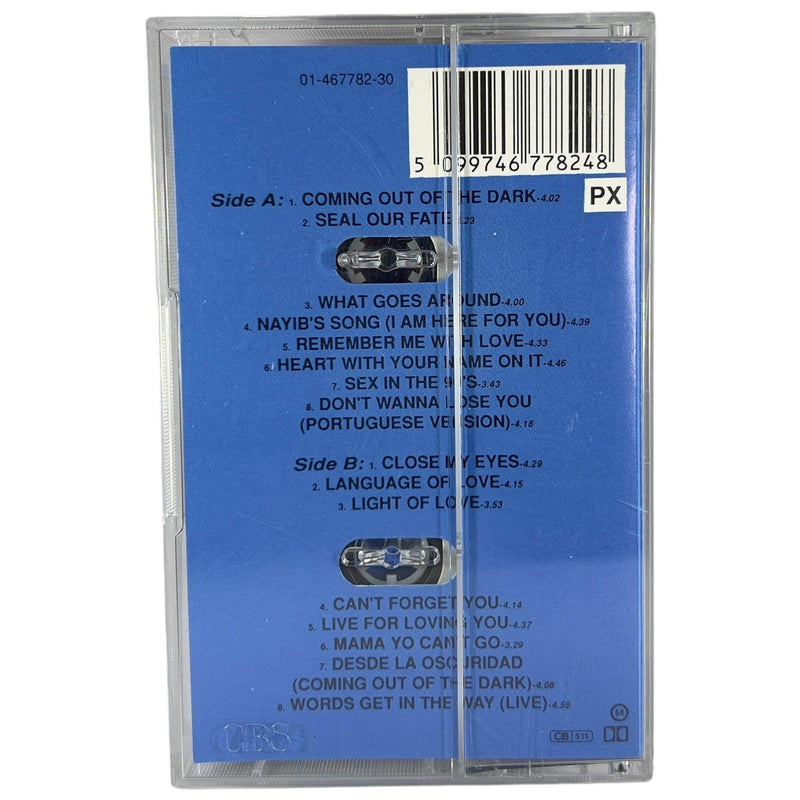 01-467782-30
5 099746 778248
PX
Side A: 1. COMING OUT OF THE DARK-4.02
2. SEAL OUR FATE-4.23
3. WHAT GOES AROUND-4.00
4. NAYIB'S SONG (I AM HERE FOR YOU)-4.39
5. REMEMBER ME WITH LOVE-4.33
6. HEART WITH YOUR NAME ON IT-4.46
7. SEX IN THE 90'S-3.43
8. DON'T WANNA LOSE YOU
(PORTUGUESE VERSION)-4.18
Side B: 1. CLOSE MY EYES-4.29
2. LANGUAGE OF LOVE-4.15
3. LIGHT OF LOVE-3.53
4. CAN'T FORGET YOU-4.14
5. LIVE FOR LOVING YOU-4.37
6. MAMA YO CAN'T GO-3.29
7. DESDE LA OSCURIDAD
(COMING OUT OF THE DARK)-4.08
8. WORDS GET IN THE WAY (LIVE)-4.59
CBS
CB 511